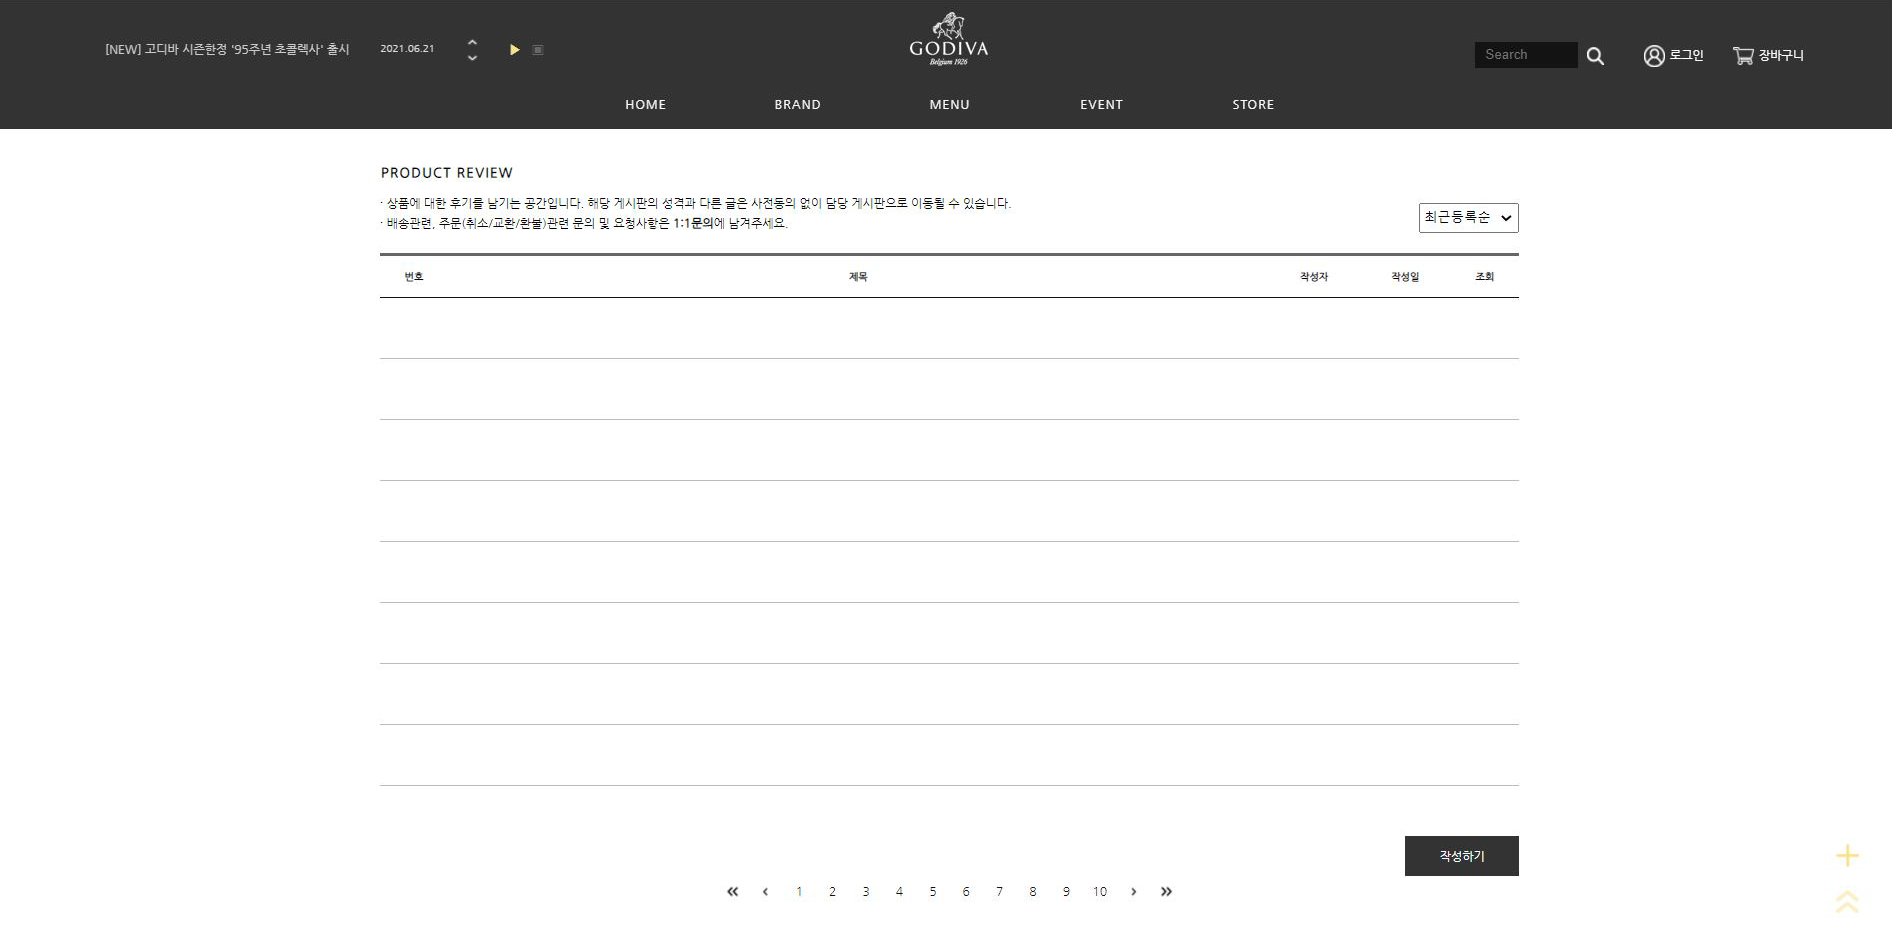 [NEW] 고디바 시즌한정 '95주년 초콜렉사' 출시
2021.06.21
GODIVA
Belgium 1926
Search
로그인
장바구니
HOME BRAND MENU EVENT STORE
PRODUCT REVIEW
· 상품에 대한 후기를 남기는 공간입니다. 해당 게시판의 성격과 다른 글은 사전동의 없이 담당 게시판으로 이동될 수 있습니다.
· 배송관련, 주문(취소/교환/환불)관련 문의 및 요청사항은 1:1문의에 남겨주세요.
최근등록순
번호 제목 작성자 작성일 조회
작성하기
« ‹ 1 2 3 4 5 6 7 8 9 10 › »